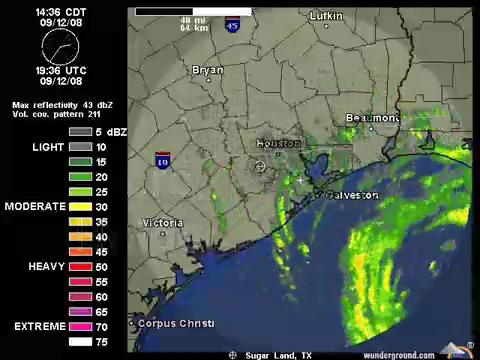 14:36 CDT
09/12/08
19:36 UTC
09/12/08
Max reflectivity 43 dbZ
Vol. cov. pattern 211
5 dBZ
LIGHT 10
15
20
25
MODERATE 30
35
40
45
HEAVY 50
55
60
65
EXTREME 70
75
40 mi
64 km
45
Lufkin
Bryan
Beaumont
Houston
10
Galveston
Victoria
Corpus Christi
Sugar Land, TX
wunderground.com